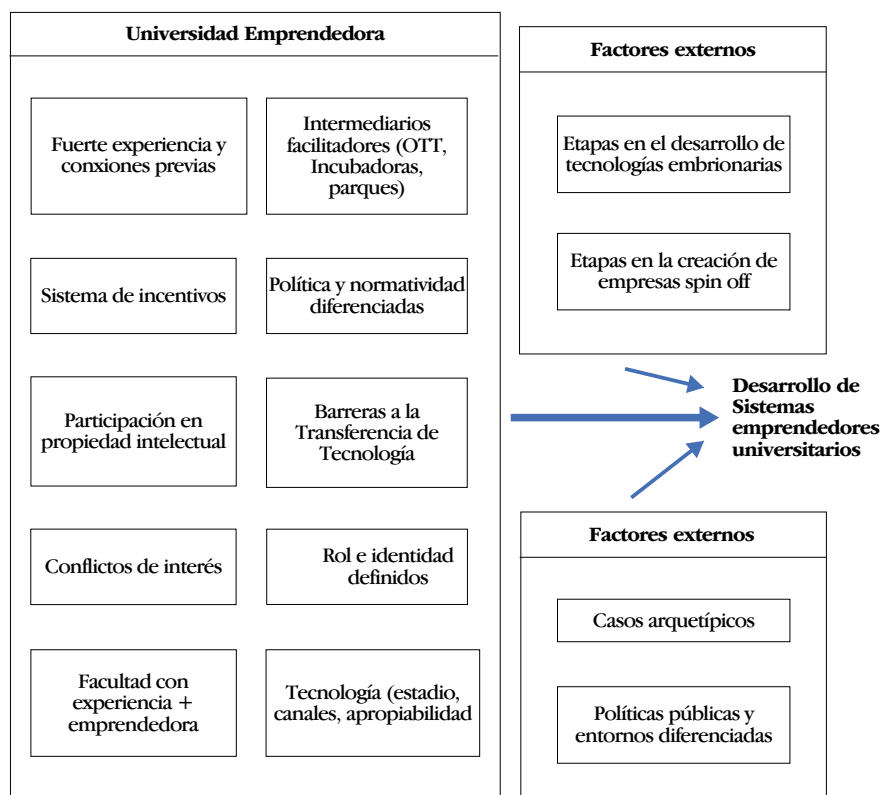 Universidad Emprendedora
Fuerte experiencia y
conxiones previas
Intermediarios
facilitadores (OTT,
Incubadoras,
parques)
Sistema de incentivos
Política y normatividad
diferenciadas
Participación en
propiedad intelectual
Barreras a la
Transferencia de
Tecnología
Conflictos de interés
Rol e identidad
definidos
Facultad con
experiencia +
emprendedora
Tecnología (estadio,
canales, apropiabilidad
Factores externos
Etapas en el desarrollo de
tecnologías embrionarias
Etapas en la creación de
empresas spin off
Desarrollo de
Sistemas
emprendedores
universitarios
Factores externos
Casos arquetípicos
Políticas públicas y
entornos diferenciadas